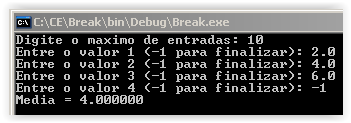 C:\CE\Break\bin\Debug\Break.exe
Digite o maximo de entradas: 10
Entre o valor 1 (-1 para finalizar): 2.0
Entre o valor 2 (-1 para finalizar): 4.0
Entre o valor 3 (-1 para finalizar): 6.0
Entre o valor 4 (-1 para finalizar): -1
Media = 4.000000